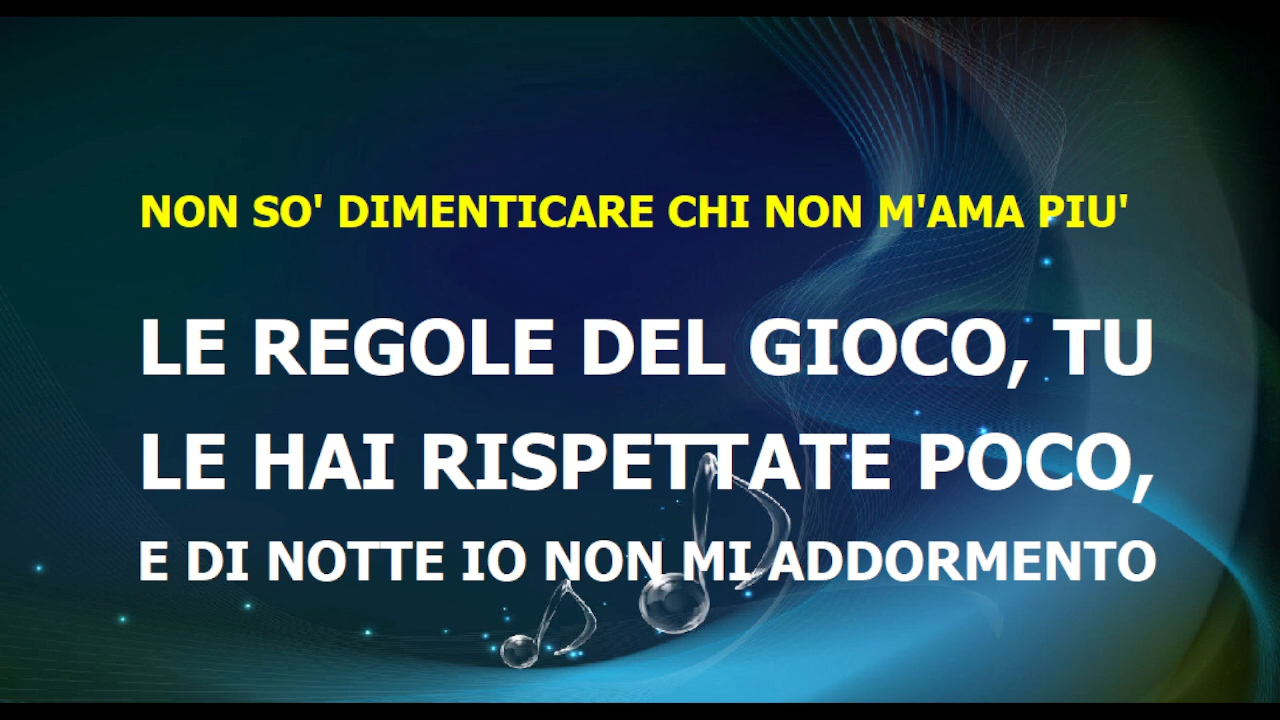 NON SO' DIMENTICARE CHI NON M'AMA PIU'
LE REGOLE DEL GIOCO, TU
LE HAI RISPETTATE POCO,
E DI NOTTE IO NON MI ADDORMENTO